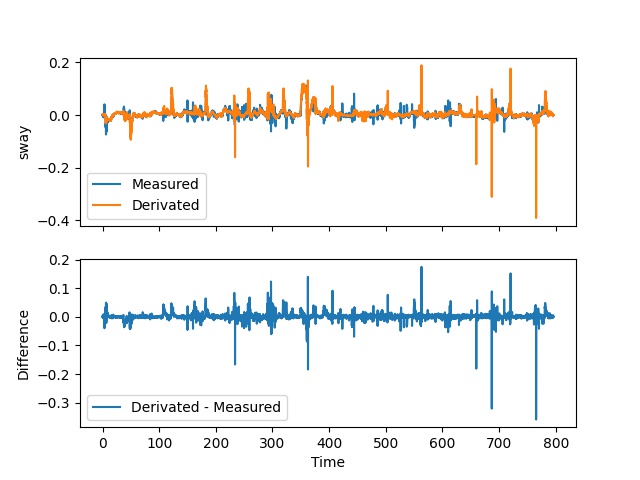 0.2
0.0
−0.2
−0.4
sway
Measured
Derivated
0.2
0.1
0.0
−0.1
−0.2
−0.3
Difference
Derivated - Measured
0 100 200 300 400 500 600 700 800
Time